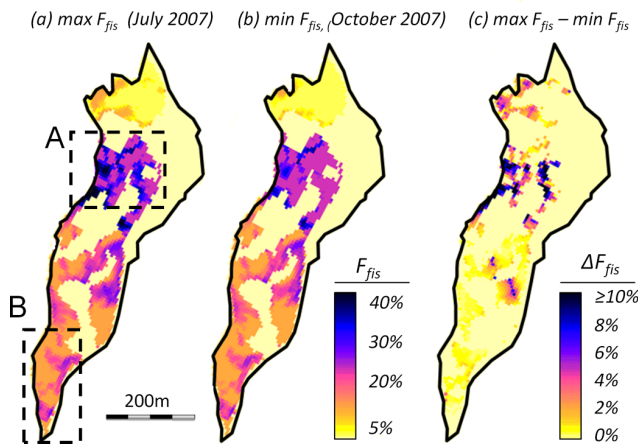 (a) max Ffis (July 2007) (b) min Ffis, (October 2007) (c) max Ffis – min Ffis
A
B
Ffis
40%
30%
20%
5%
ΔFfis
≥10%
8%
6%
4%
2%
0%
200m